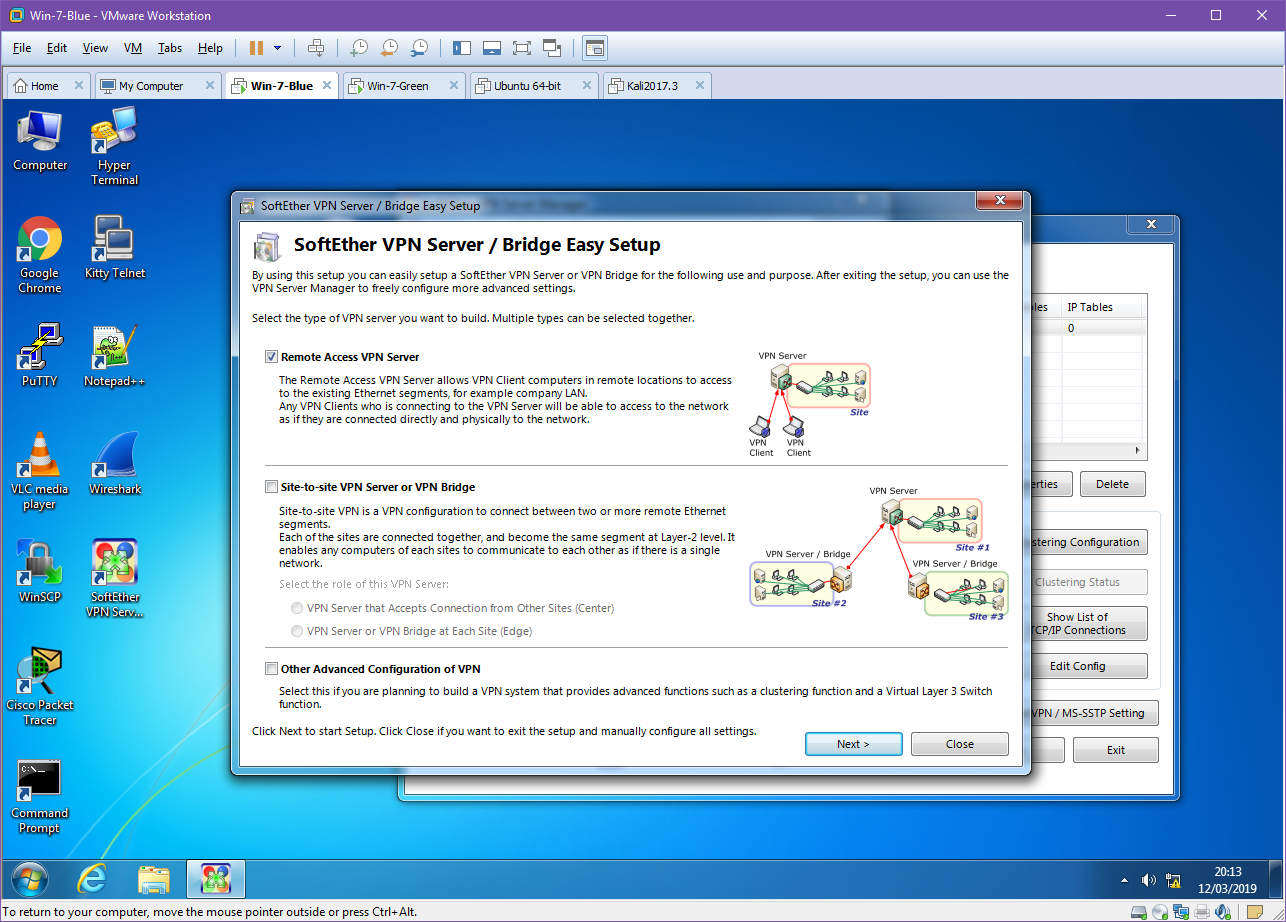 Win-7-Blue - VMware Workstation
File Edit View VM Tabs Help
Home My Computer Win-7-Blue Win-7-Green Ubuntu 64-bit Kali2017.3
Computer
Hyper
Terminal
Google
Chrome
Kitty Telnet
PuTTY
Notepad++
VLC media
player
Wireshark
WinSCP
SoftEther
VPN Serv...
Cisco Packet
Tracer
C:\_
Command
Prompt
SoftEther VPN Server / Bridge Easy Setup
SoftEther VPN Server / Bridge Easy Setup
By using this setup you can easily setup a SoftEther VPN Server or VPN Bridge for the following use and purpose. After exiting the setup, you can use the
VPN Server Manager to freely configure more advanced settings.
Select the type of VPN server you want to build. Multiple types can be selected together.
Remote Access VPN Server
The Remote Access VPN Server allows VPN Client computers in remote locations to access
to the existing Ethernet segments, for example company LAN.
Any VPN Clients who is connecting to the VPN Server will be able to access to the network
as if they are connected directly and physically to the network.
VPN Server
Site
VPN
Client
VPN
Client
Site-to-site VPN Server or VPN Bridge
Site-to-site VPN is a VPN configuration to connect between two or more remote Ethernet
segments.
Each of the sites are connected together, and become the same segment at Layer-2 level. It
enables any computers of each sites to communicate to each other as if there is a single
network.
Select the role of this VPN Server:
VPN Server that Accepts Connection from Other Sites (Center)
VPN Server or VPN Bridge at Each Site (Edge)
VPN Server
Site #1
VPN Server / Bridge
Site #2
VPN Server / Bridge
Site #3
Other Advanced Configuration of VPN
Select this if you are planning to build a VPN system that provides advanced functions such as a clustering function and a Virtual Layer 3 Switch
function.
Click Next to start Setup. Click Close if you want to exit the setup and manually configure all settings.
Next >
Close
les IP Tables
0
erties
Delete
stering Configuration
Clustering Status
Show List of
CP/IP Connections
Edit Config
VPN / MS-SSTP Setting
Exit
20:13
12/03/2019
To return to your computer, move the mouse pointer outside or press Ctrl+Alt.